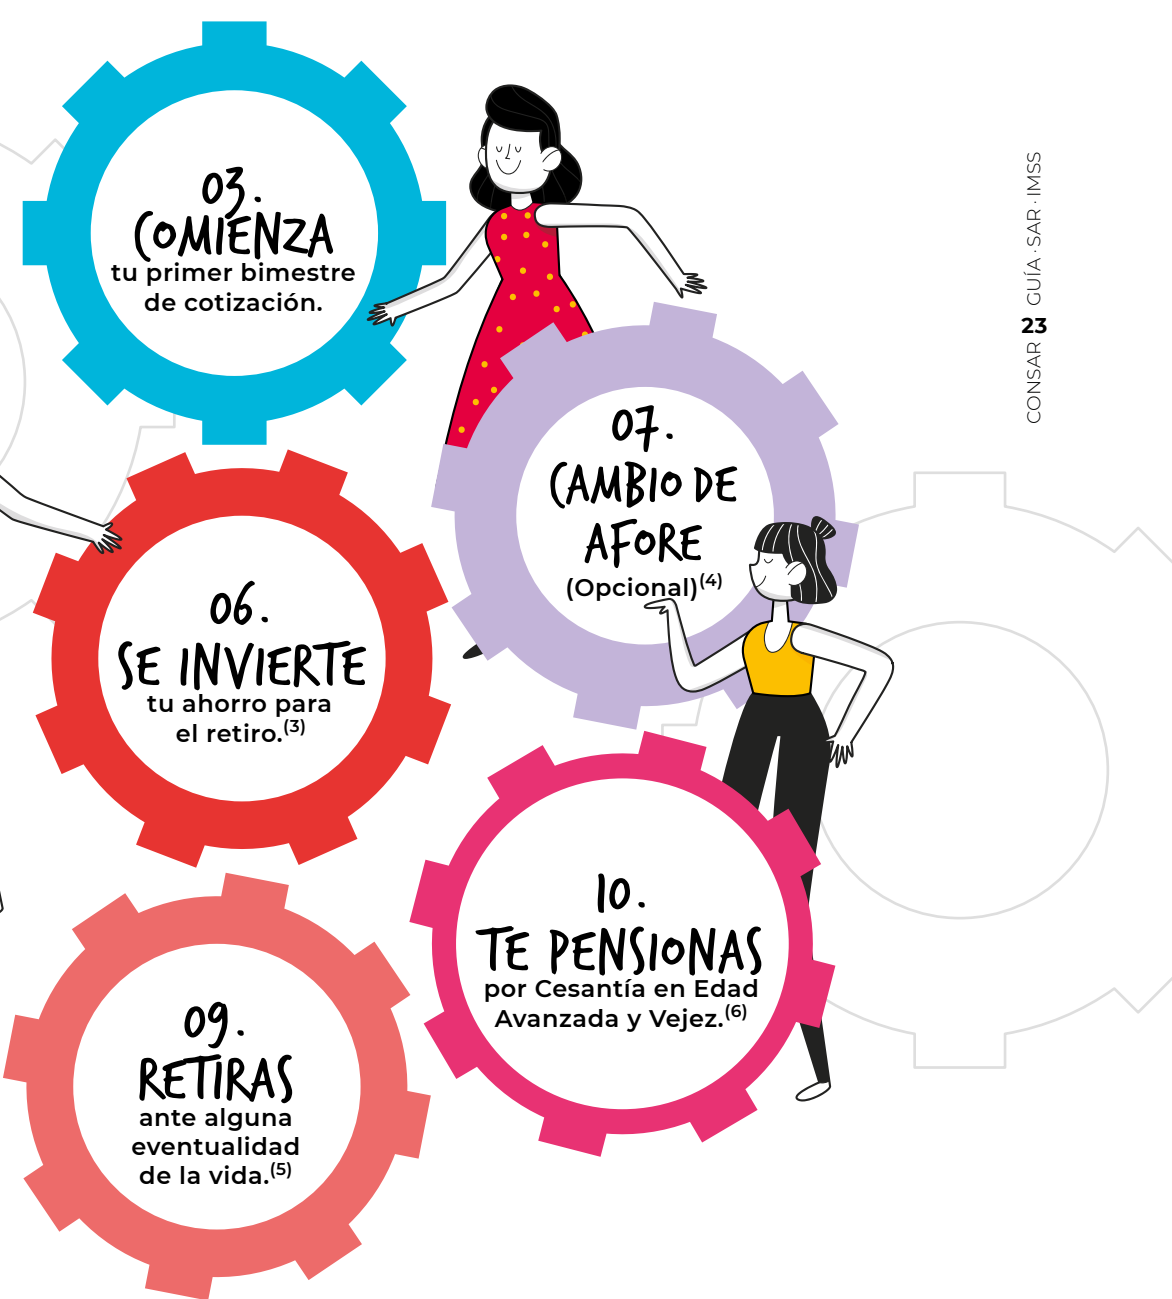 03.
COMIENZA
tu primer bimestre
de cotización.
06.
SE INVIERTE
tu ahorro para
el retiro.(3)
07.
CAMBIO DE
AFORE
(Opcional)(4)
09.
RETIRAS
ante alguna
eventualidad
de la vida.(5)
10.
TE PENSIONAS
por Cesantía en Edad
Avanzada y Vejez.(6)
CONSAR 23 GUÍA · SAR · IMSS